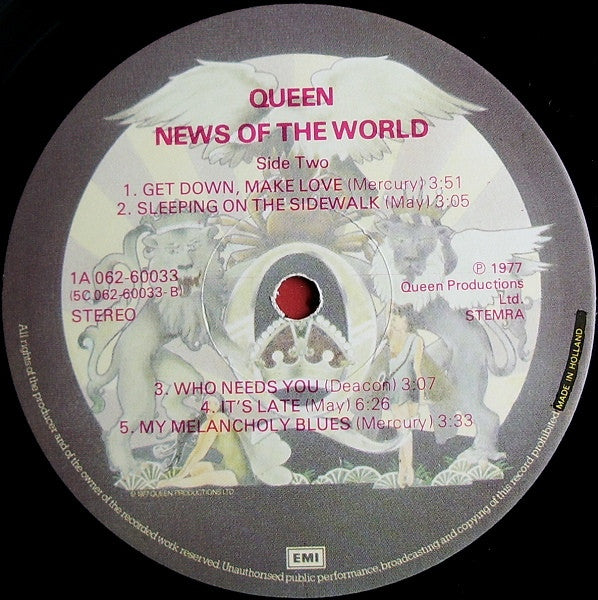 QUEEN
NEWS OF THE WORLD
Side Two
1. GET DOWN, MAKE LOVE (Mercury) 3:51
2. SLEEPING ON THE SIDEWALK (May) 3:05
1A 062-60033
(5C 062-60033-B)
STEREO
℗ 1977
Queen Productions
Ltd.
STEMRA
3. WHO NEEDS YOU (Deacon) 3:07
4. IT'S LATE (May) 6:26
5. MY MELANCHOLY BLUES (Mercury) 3:33
© 1977 QUEEN PRODUCTIONS LTD.
EMI
All rights of the producer and of the owner of the recorded work reserved. Unauthorised public performance, broadcasting and copying of this record prohibited
MADE IN HOLLAND